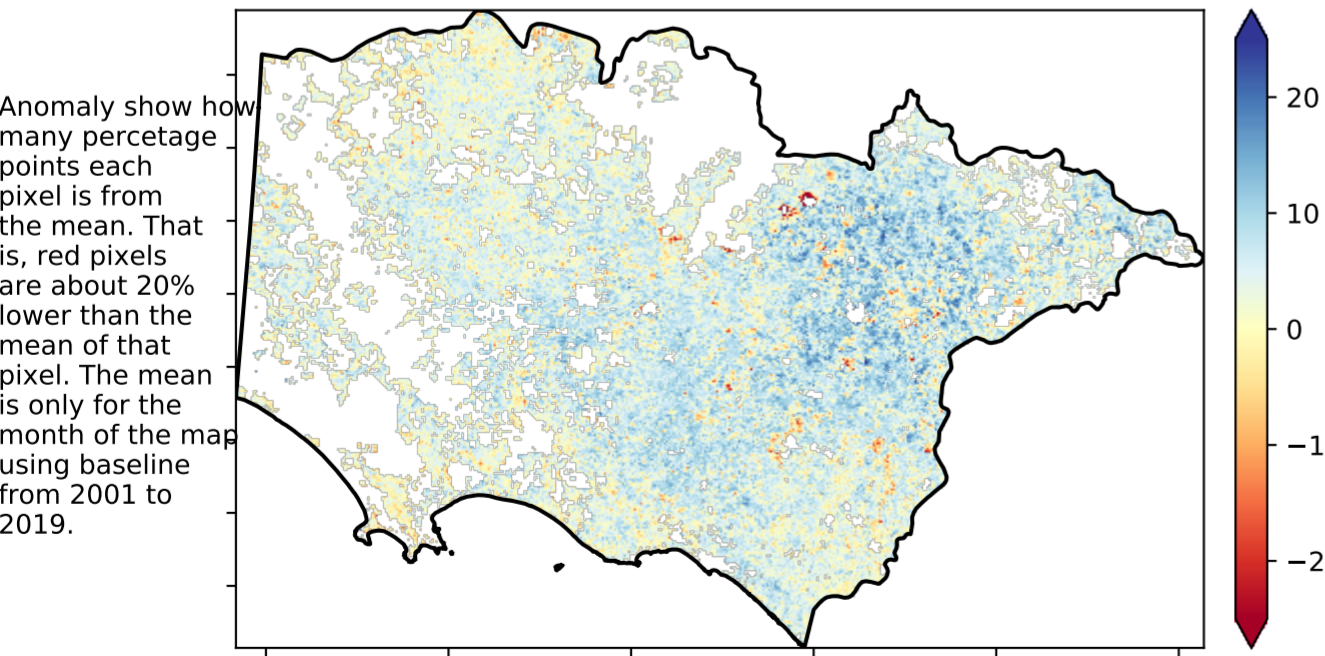 Anomaly show how
many percetage
points each
pixel is from
the mean. That
is, red pixels
are about 20%
lower than the
mean of that
pixel. The mean
is only for the
month of the map
using baseline
from 2001 to
2019.
20
10
0
−1
−2